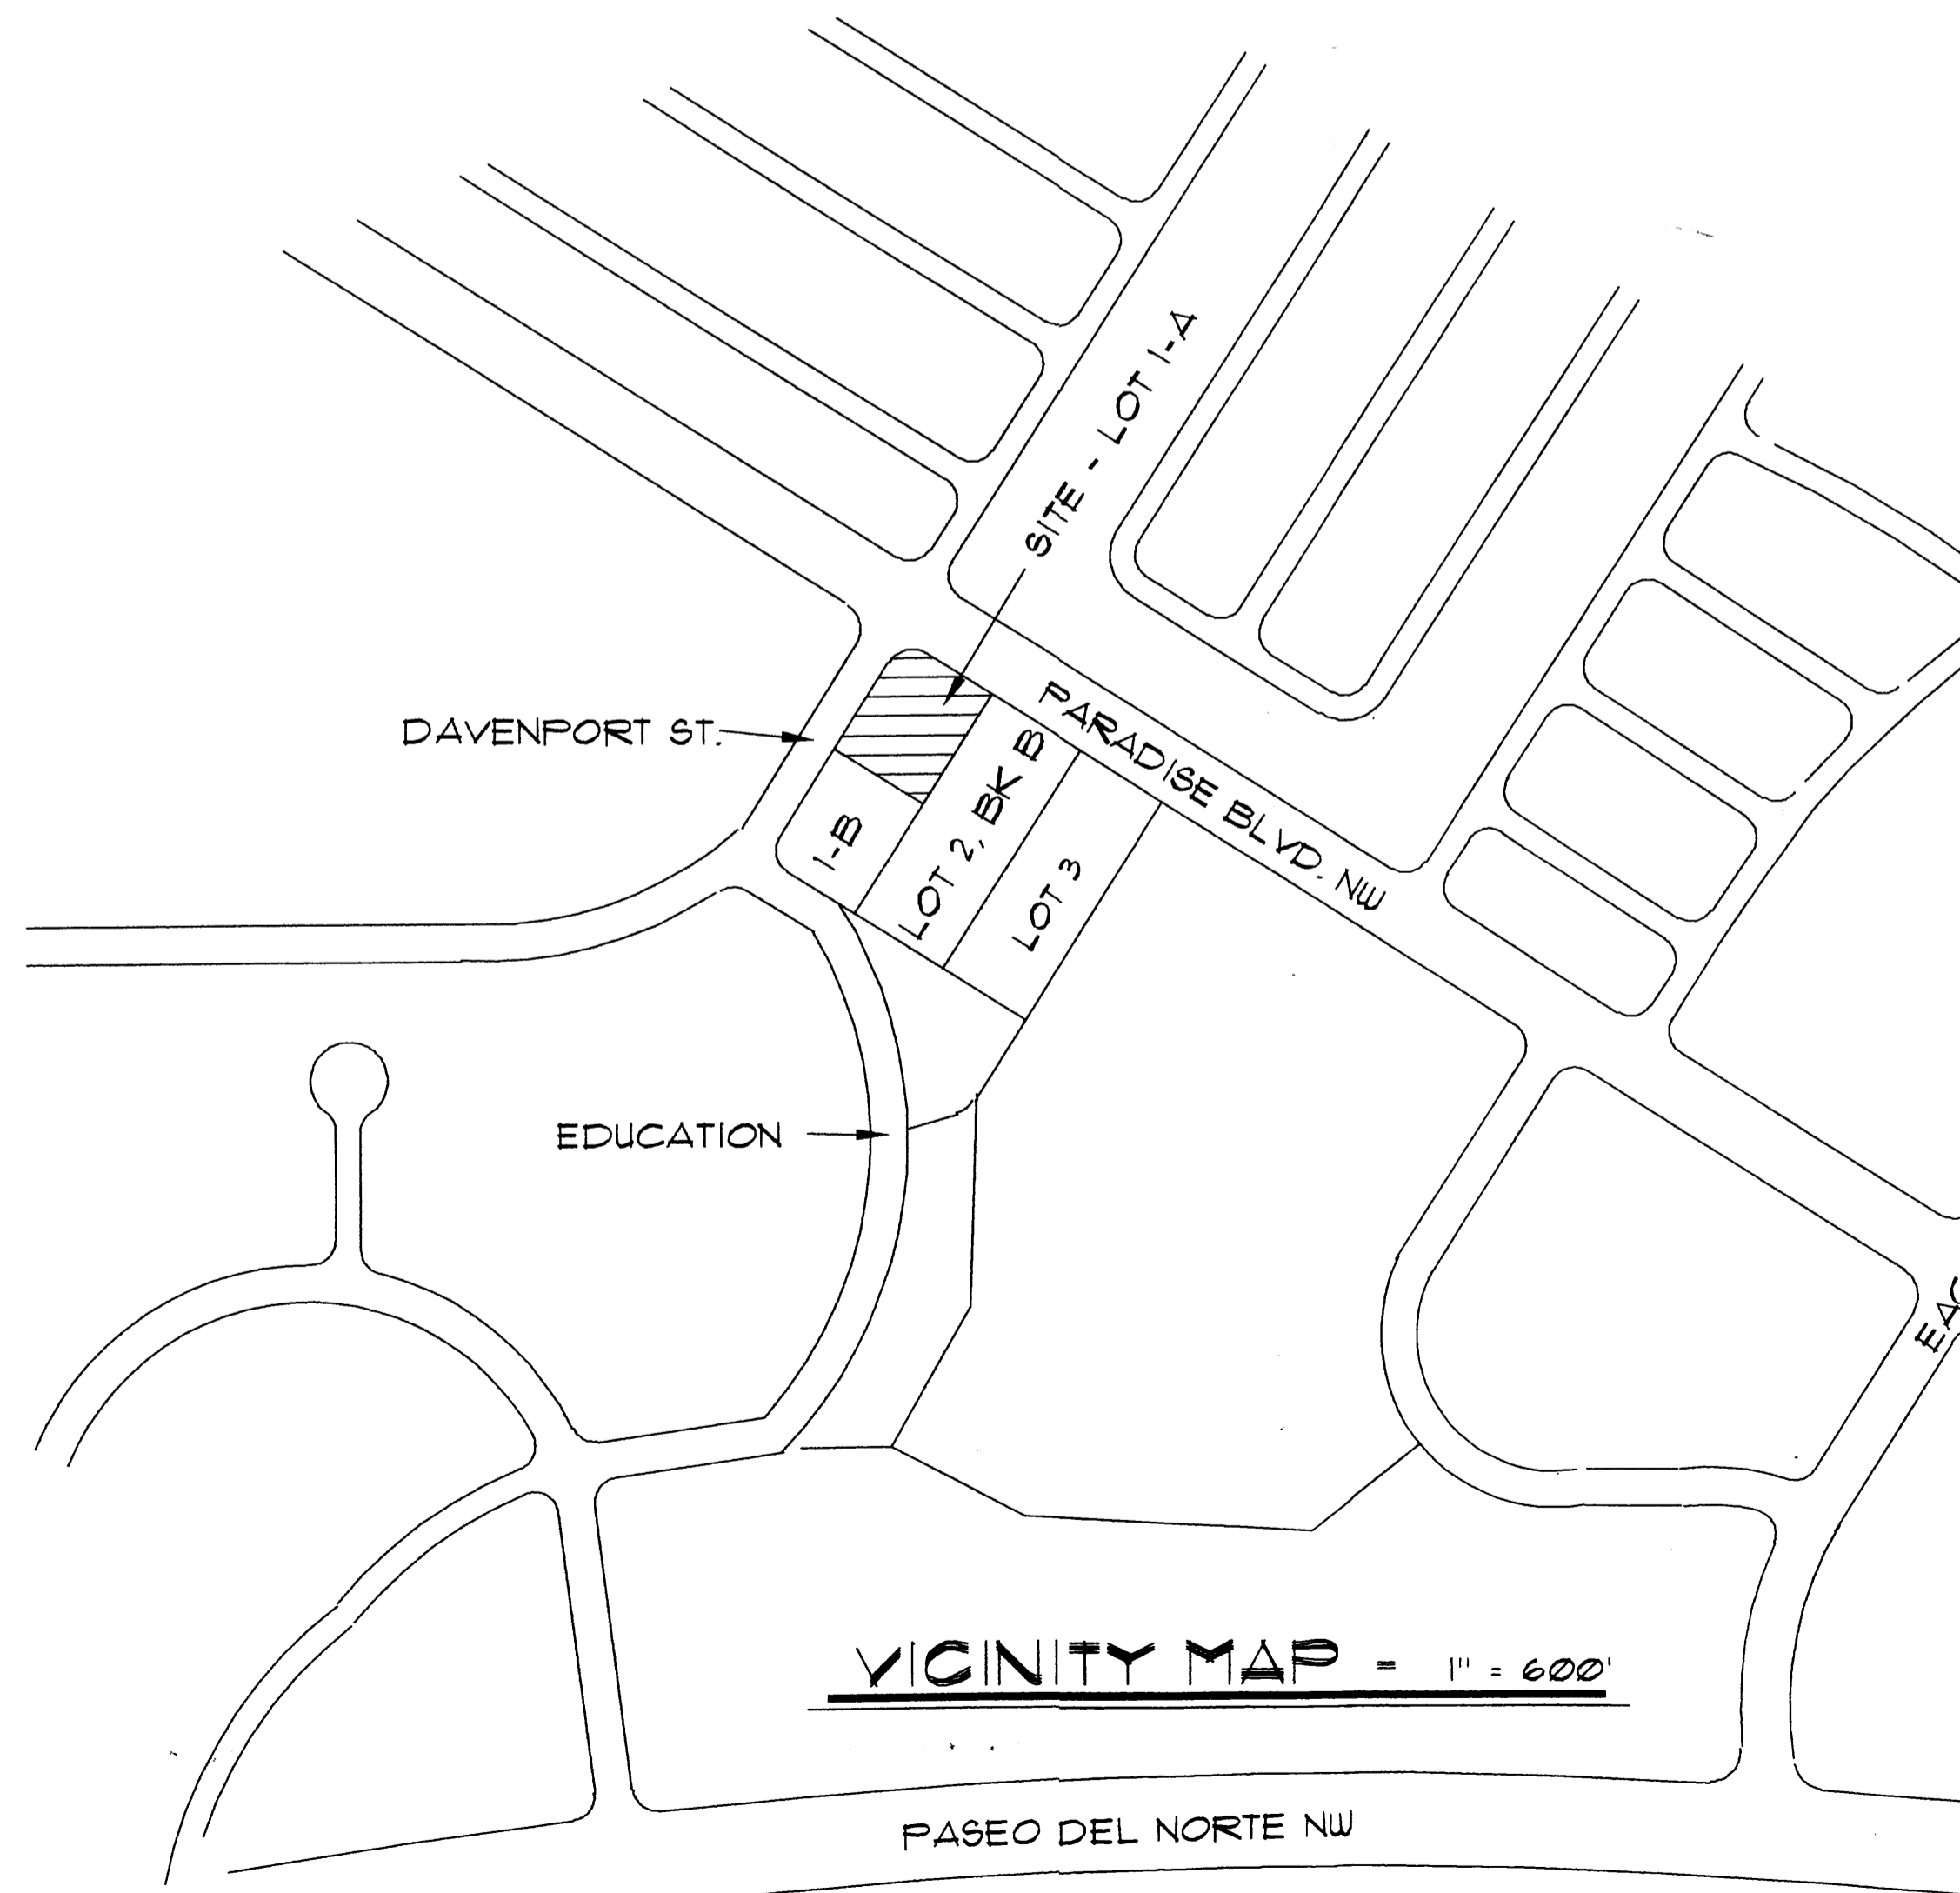 SITE - LOT 1-A
DAVENPORT ST.
PARADISE BLVD. NW
1-B
LOT 2, BK B
LOT 3
EDUCATION
VICINITY MAP - 1" = 600'
PASEO DEL NORTE NW